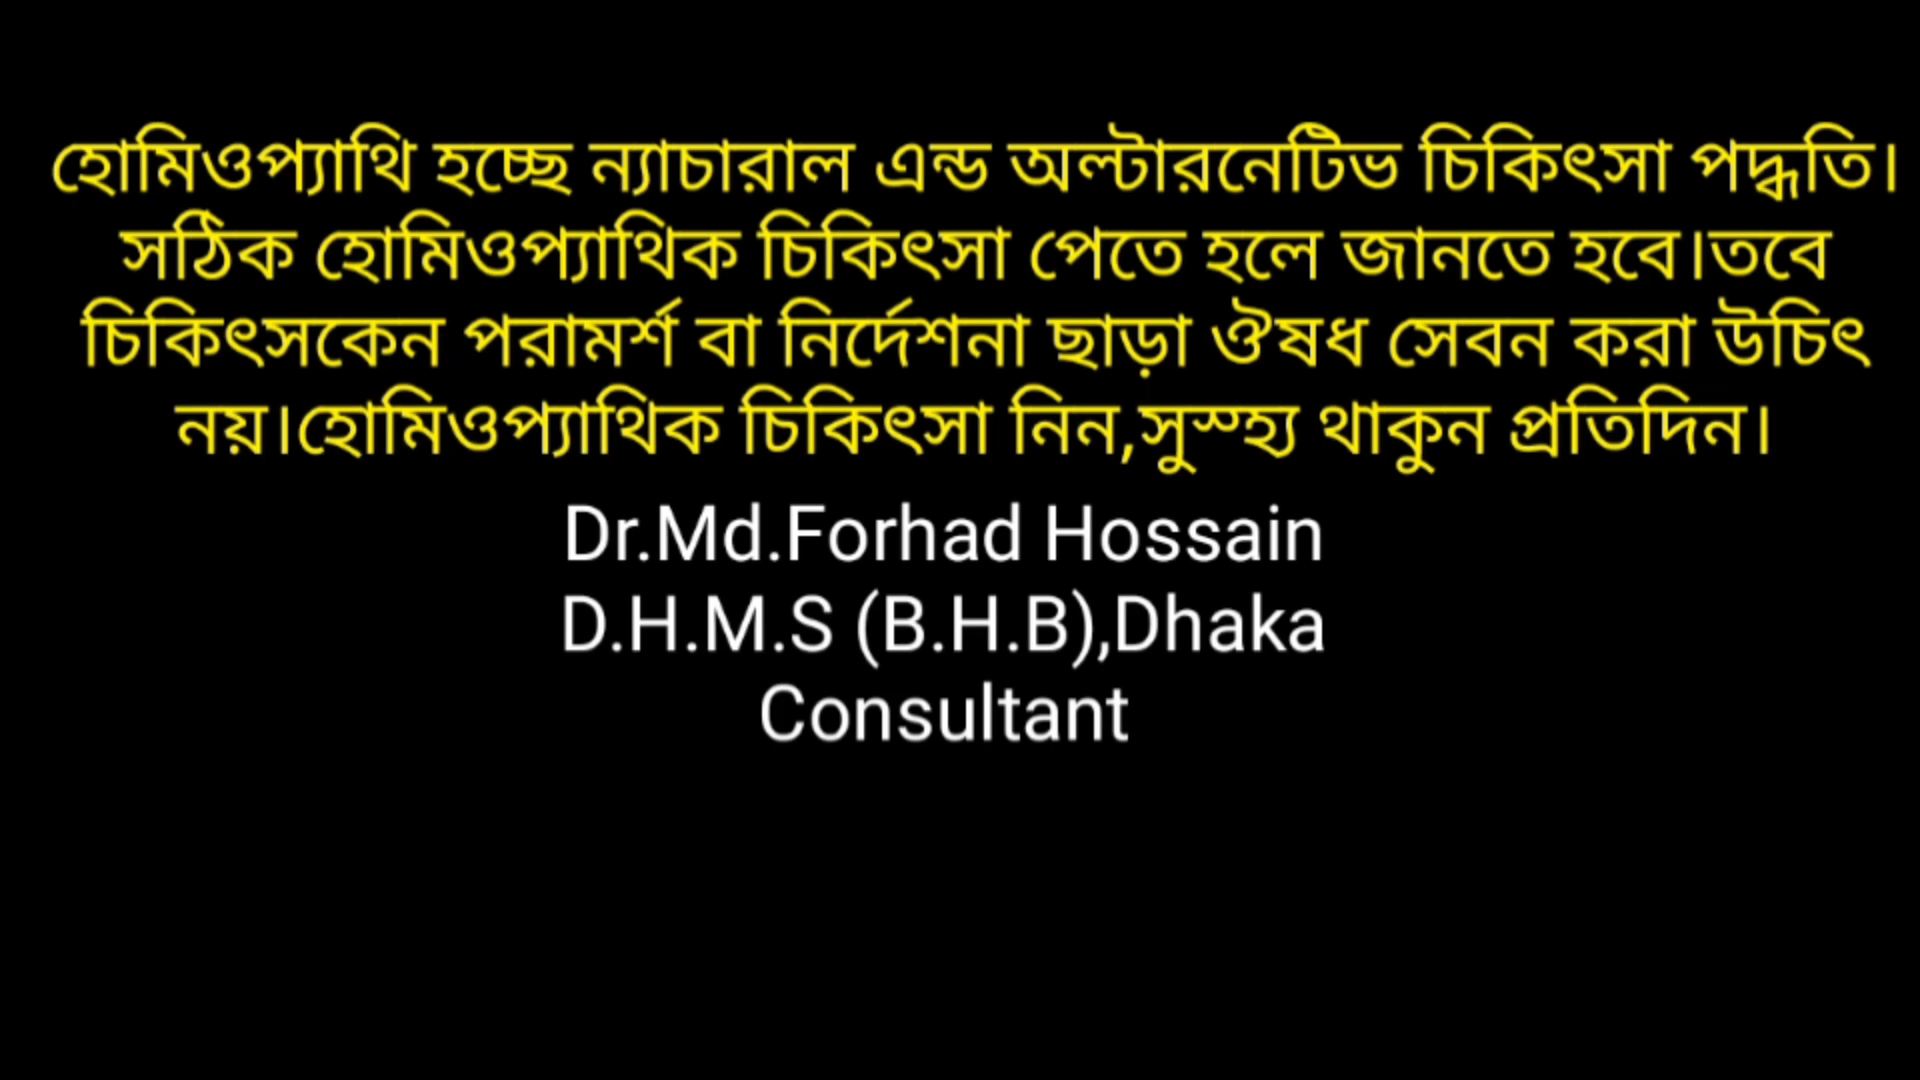 হোমিওপ্যাথি হচ্ছে ন্যাচারাল এন্ড অল্টারনেটিভ চিকিৎসা পদ্ধতি।
সঠিক হোমিওপ্যাথিক চিকিৎসা পেতে হলে জানতে হবে।তবে
চিকিৎসকেন পরামর্শ বা নির্দেশনা ছাড়া ঔষধ সেবন করা উচিৎ
নয়।হোমিওপ্যাথিক চিকিৎসা নিন,সুস্হ্য থাকুন প্রতিদিন।
Dr.Md.Forhad Hossain
D.H.M.S (B.H.B),Dhaka
Consultant